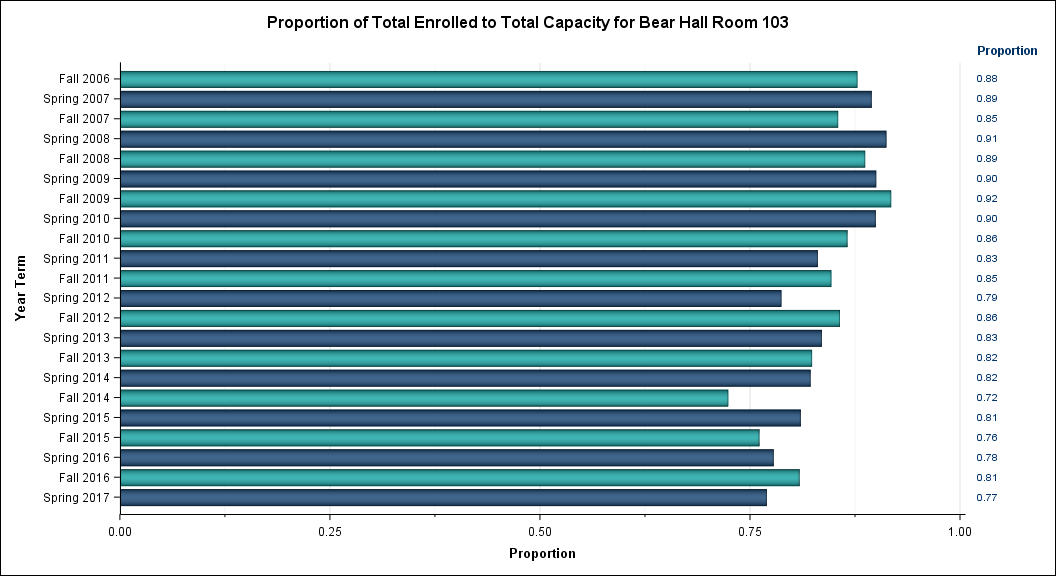 Proportion of Total Enrolled to Total Capacity for Bear Hall Room 103
Proportion
Fall 2006 0.88
Spring 2007 0.89
Fall 2007 0.85
Spring 2008 0.91
Fall 2008 0.89
Spring 2009 0.90
Fall 2009 0.92
Spring 2010 0.90
Fall 2010 0.86
Spring 2011 0.83
Fall 2011 0.85
Spring 2012 0.79
Fall 2012 0.86
Spring 2013 0.83
Fall 2013 0.82
Spring 2014 0.82
Fall 2014 0.72
Spring 2015 0.81
Fall 2015 0.76
Spring 2016 0.78
Fall 2016 0.81
Spring 2017 0.77
Year Term
0.00 0.25 0.50 0.75 1.00
Proportion